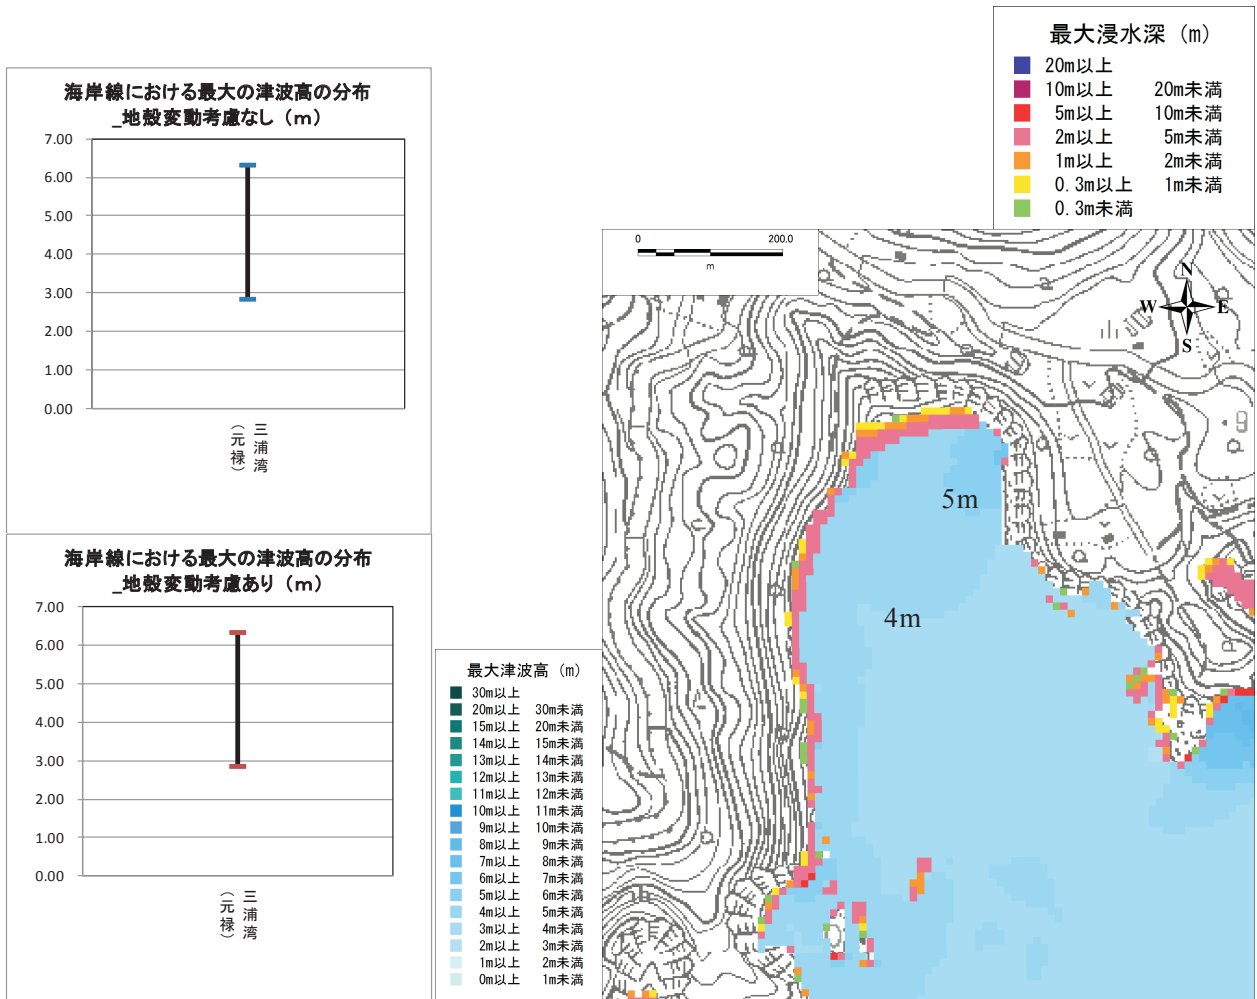 海岸線における最大の津波高の分布
_地殻変動考慮なし（m）
7.00
6.00
5.00
4.00
3.00
2.00
1.00
0.00
三浦湾
（元禄）
海岸線における最大の津波高の分布
_地殻変動考慮あり（m）
7.00
6.00
5.00
4.00
3.00
2.00
1.00
0.00
三浦湾
（元禄）
最大津波高（m）
30m以上
20m以上 30m未満
15m以上 20m未満
14m以上 15m未満
13m以上 14m未満
12m以上 13m未満
11m以上 12m未満
10m以上 11m未満
9m以上 10m未満
8m以上 9m未満
7m以上 8m未満
6m以上 7m未満
5m以上 6m未満
4m以上 5m未満
3m以上 4m未満
2m以上 3m未満
1m以上 2m未満
0m以上 1m未満
最大浸水深（m）
20m以上
10m以上 20m未満
5m以上 10m未満
2m以上 5m未満
1m以上 2m未満
0.3m以上 1m未満
0.3m未満
0 200.0
m
N
W E
S
5m
4m